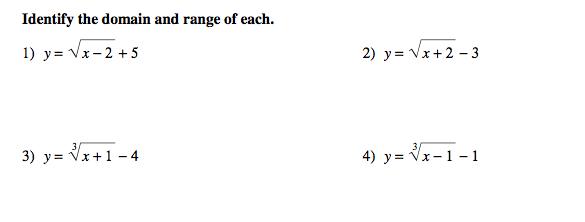 Identify the domain and range of each.
1) y = √x − 2 + 5
2) y = √x + 2 − 3
3) y = ∛x + 1 − 4
4) y = ∛x − 1 − 1